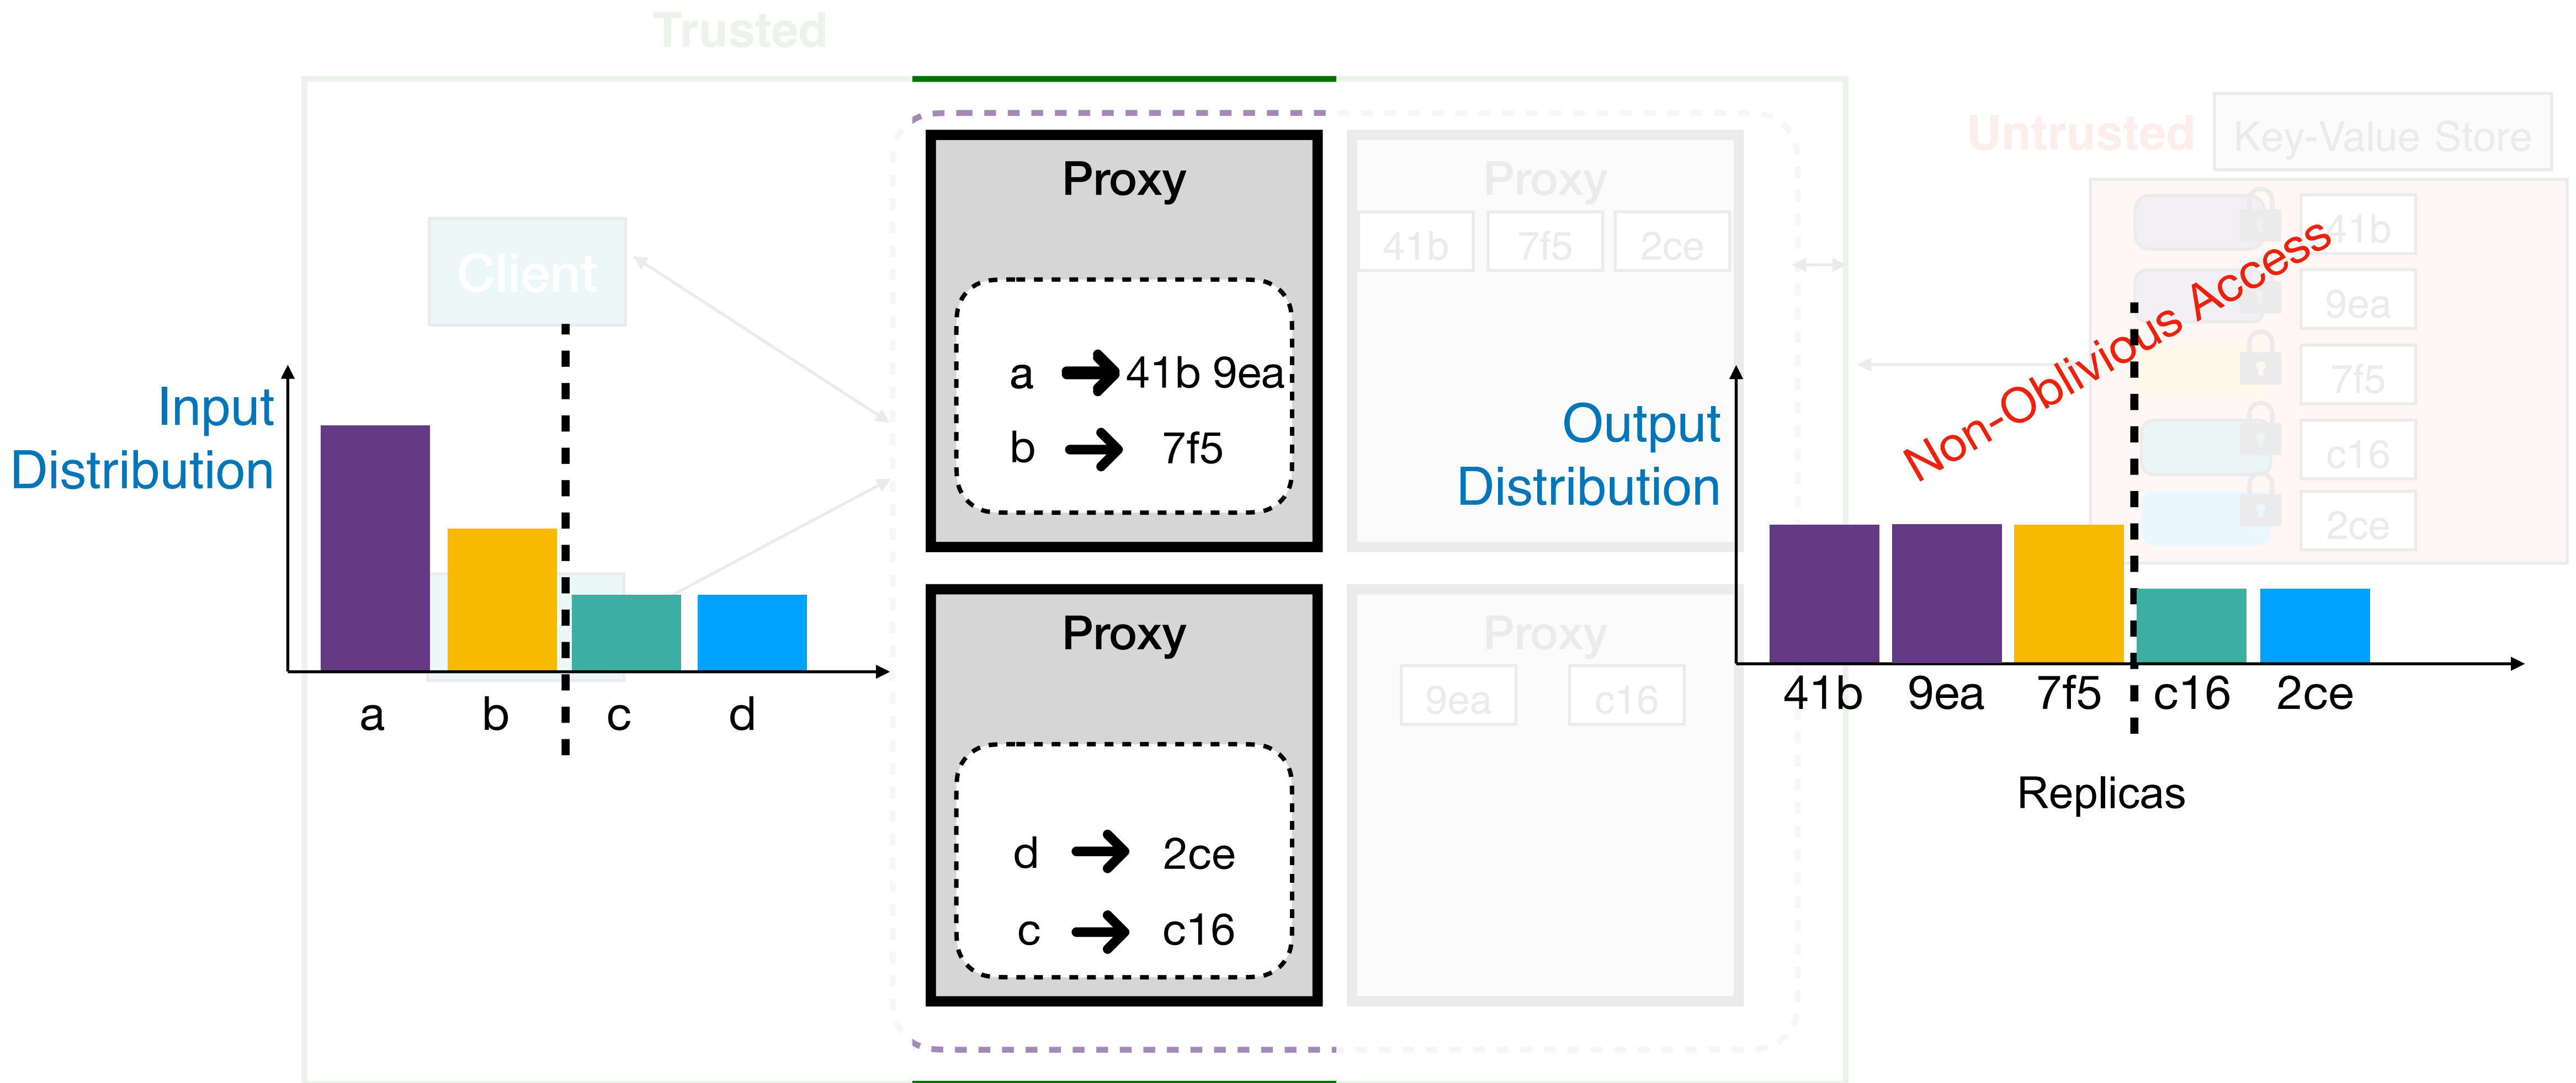 Trusted
Untrusted
Key-Value Store
Client
Input
Distribution
a
b
c
d
Proxy
a 41b 9ea
b 7f5
Proxy
d 2ce
c c16
Proxy
41b 7f5 2ce
Proxy
9ea c16
Output
Distribution
Non-Oblivious Access
41b
9ea
7f5
c16
2ce
41b 9ea 7f5 c16 2ce
Replicas